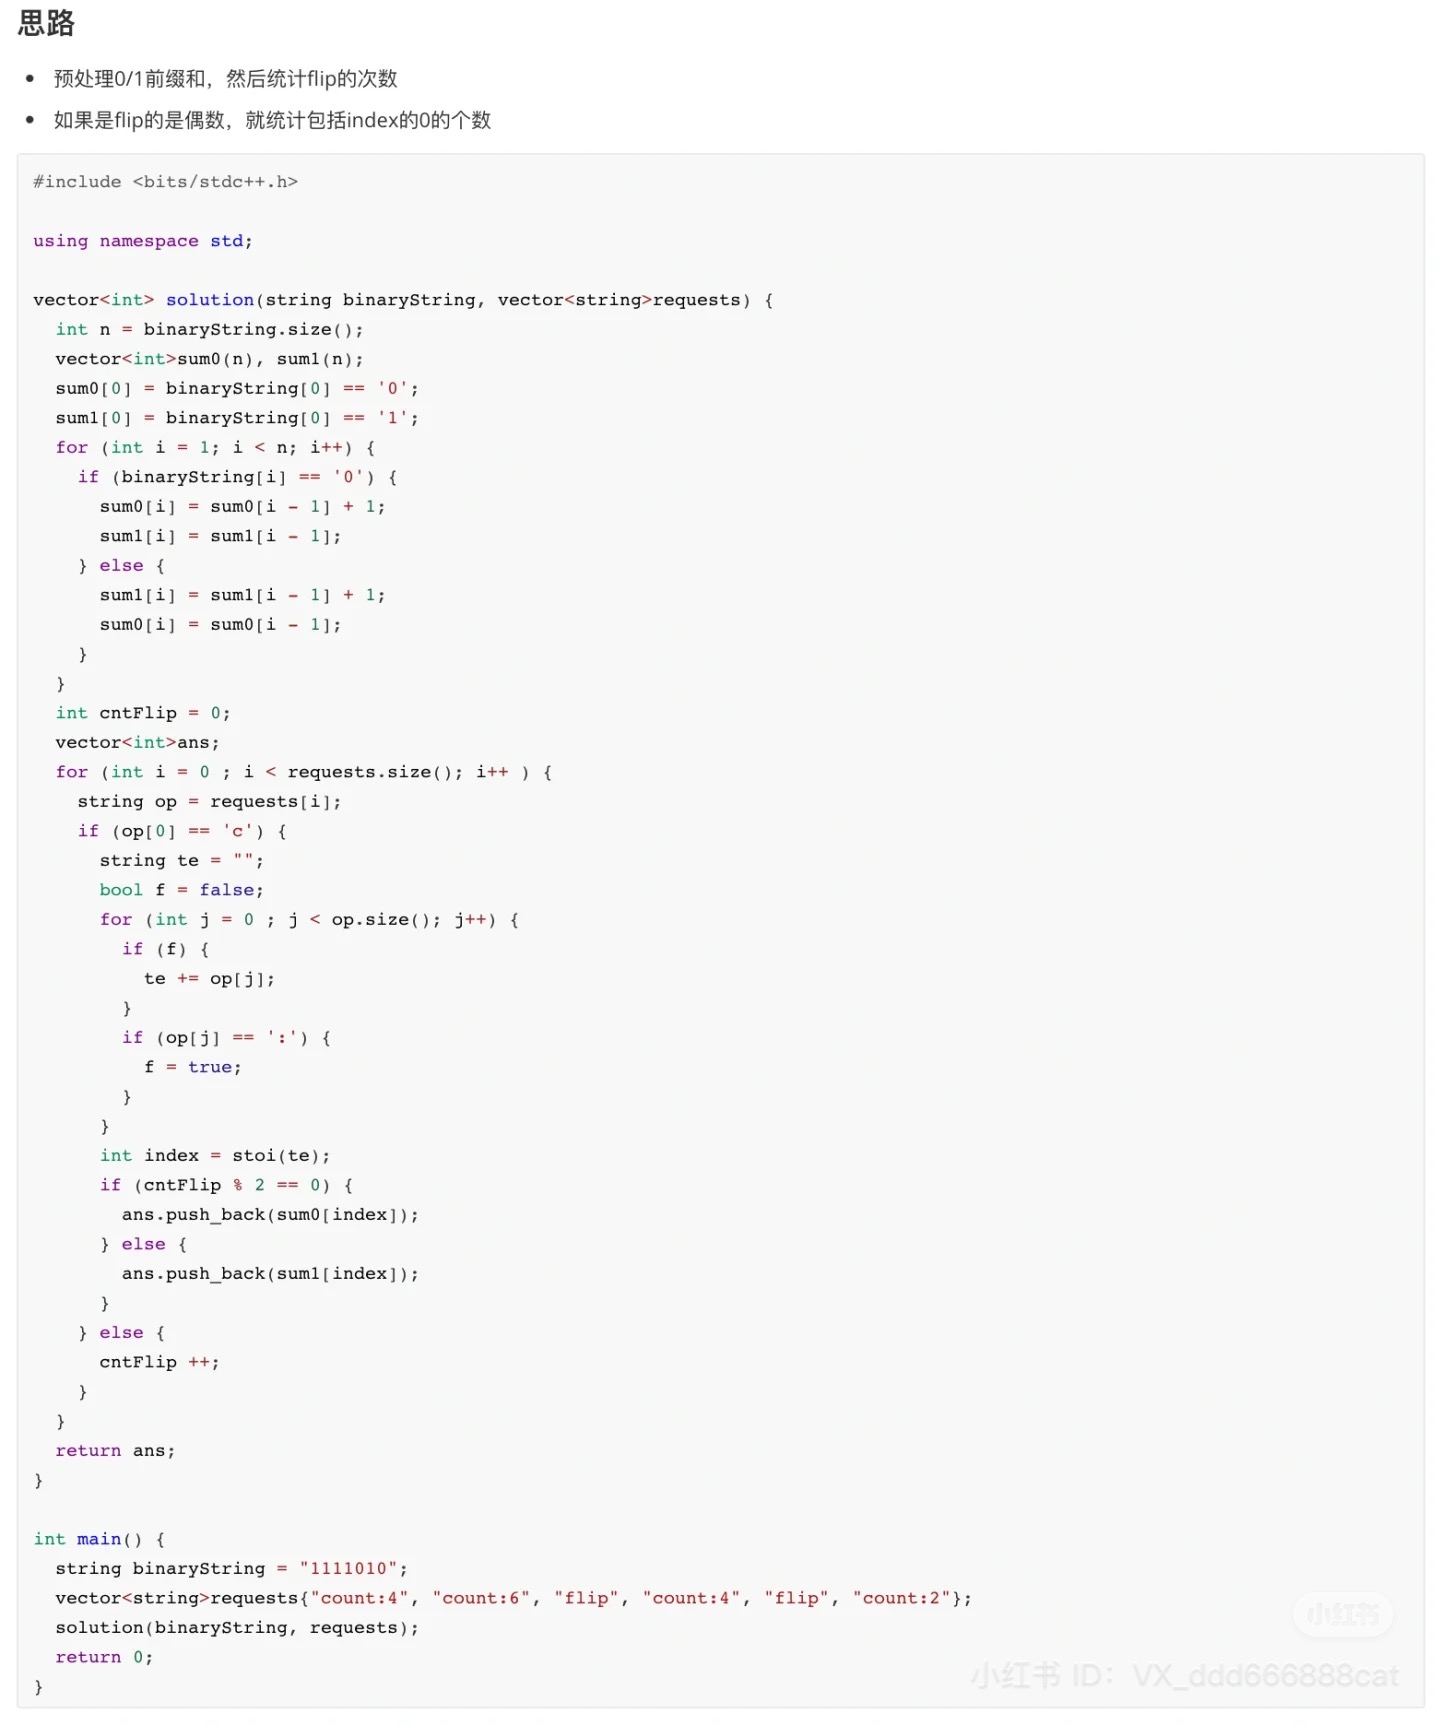 思路
预处理0/1前缀和，然后统计flip的次数
如果是flip的是偶数，就统计包括index的0的个数
#include <bits/stdc++.h>
using namespace std;
vector<int> solution(string binaryString, vector<string>requests) {
  int n = binaryString.size();
  vector<int>sum0(n), sum1(n);
  sum0[0] = binaryString[0] == '0';
  sum1[0] = binaryString[0] == '1';
  for (int i = 1; i < n; i++) {
    if (binaryString[i] == '0') {
      sum0[i] = sum0[i - 1] + 1;
      sum1[i] = sum1[i - 1];
    } else {
      sum1[i] = sum1[i - 1] + 1;
      sum0[i] = sum0[i - 1];
    }
  }
  int cntFlip = 0;
  vector<int>ans;
  for (int i = 0 ; i < requests.size(); i++ ) {
    string op = requests[i];
    if (op[0] == 'c') {
      string te = "";
      bool f = false;
      for (int j = 0 ; j < op.size(); j++) {
        if (f) {
          te += op[j];
        }
        if (op[j] == ':') {
          f = true;
        }
      }
      int index = stoi(te);
      if (cntFlip % 2 == 0) {
        ans.push_back(sum0[index]);
      } else {
        ans.push_back(sum1[index]);
      }
    } else {
      cntFlip ++;
    }
  }
  return ans;
}
int main() {
  string binaryString = "1111010";
  vector<string>requests{"count:4", "count:6", "flip", "count:4", "flip", "count:2"};
  solution(binaryString, requests);
  return 0;
}
小红书
小红书 ID：VX_ddd666888cat